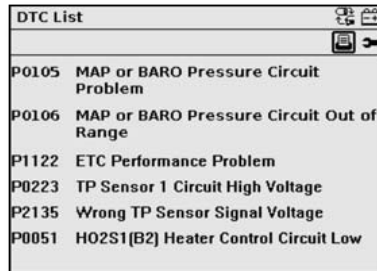 DTC List
P0105 MAP or BARO Pressure Circuit
Problem
P0106 MAP or BARO Pressure Circuit Out of
Range
P1122 ETC Performance Problem
P0223 TP Sensor 1 Circuit High Voltage
P2135 Wrong TP Sensor Signal Voltage
P0051 HO2S1(B2) Heater Control Circuit Low